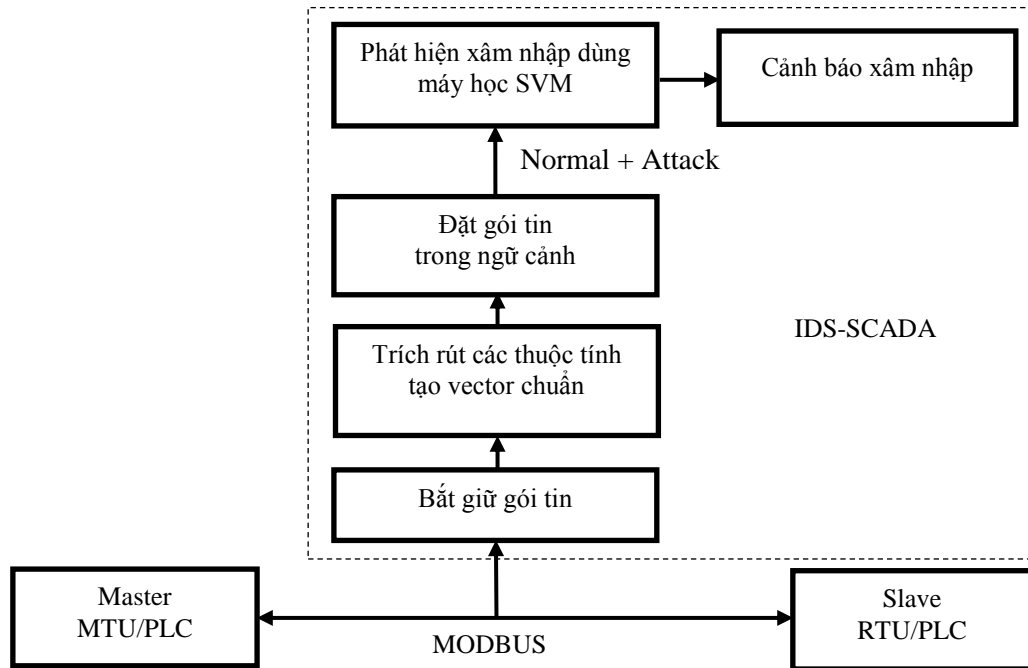 Phát hiện xâm nhập dùng
máy học SVM
Cảnh báo xâm nhập
Normal + Attack
Đặt gói tin
trong ngữ cảnh
IDS-SCADA
Trích rút các thuộc tính
tạo vector chuẩn
Bắt giữ gói tin
Master
MTU/PLC
MODBUS
Slave
RTU/PLC